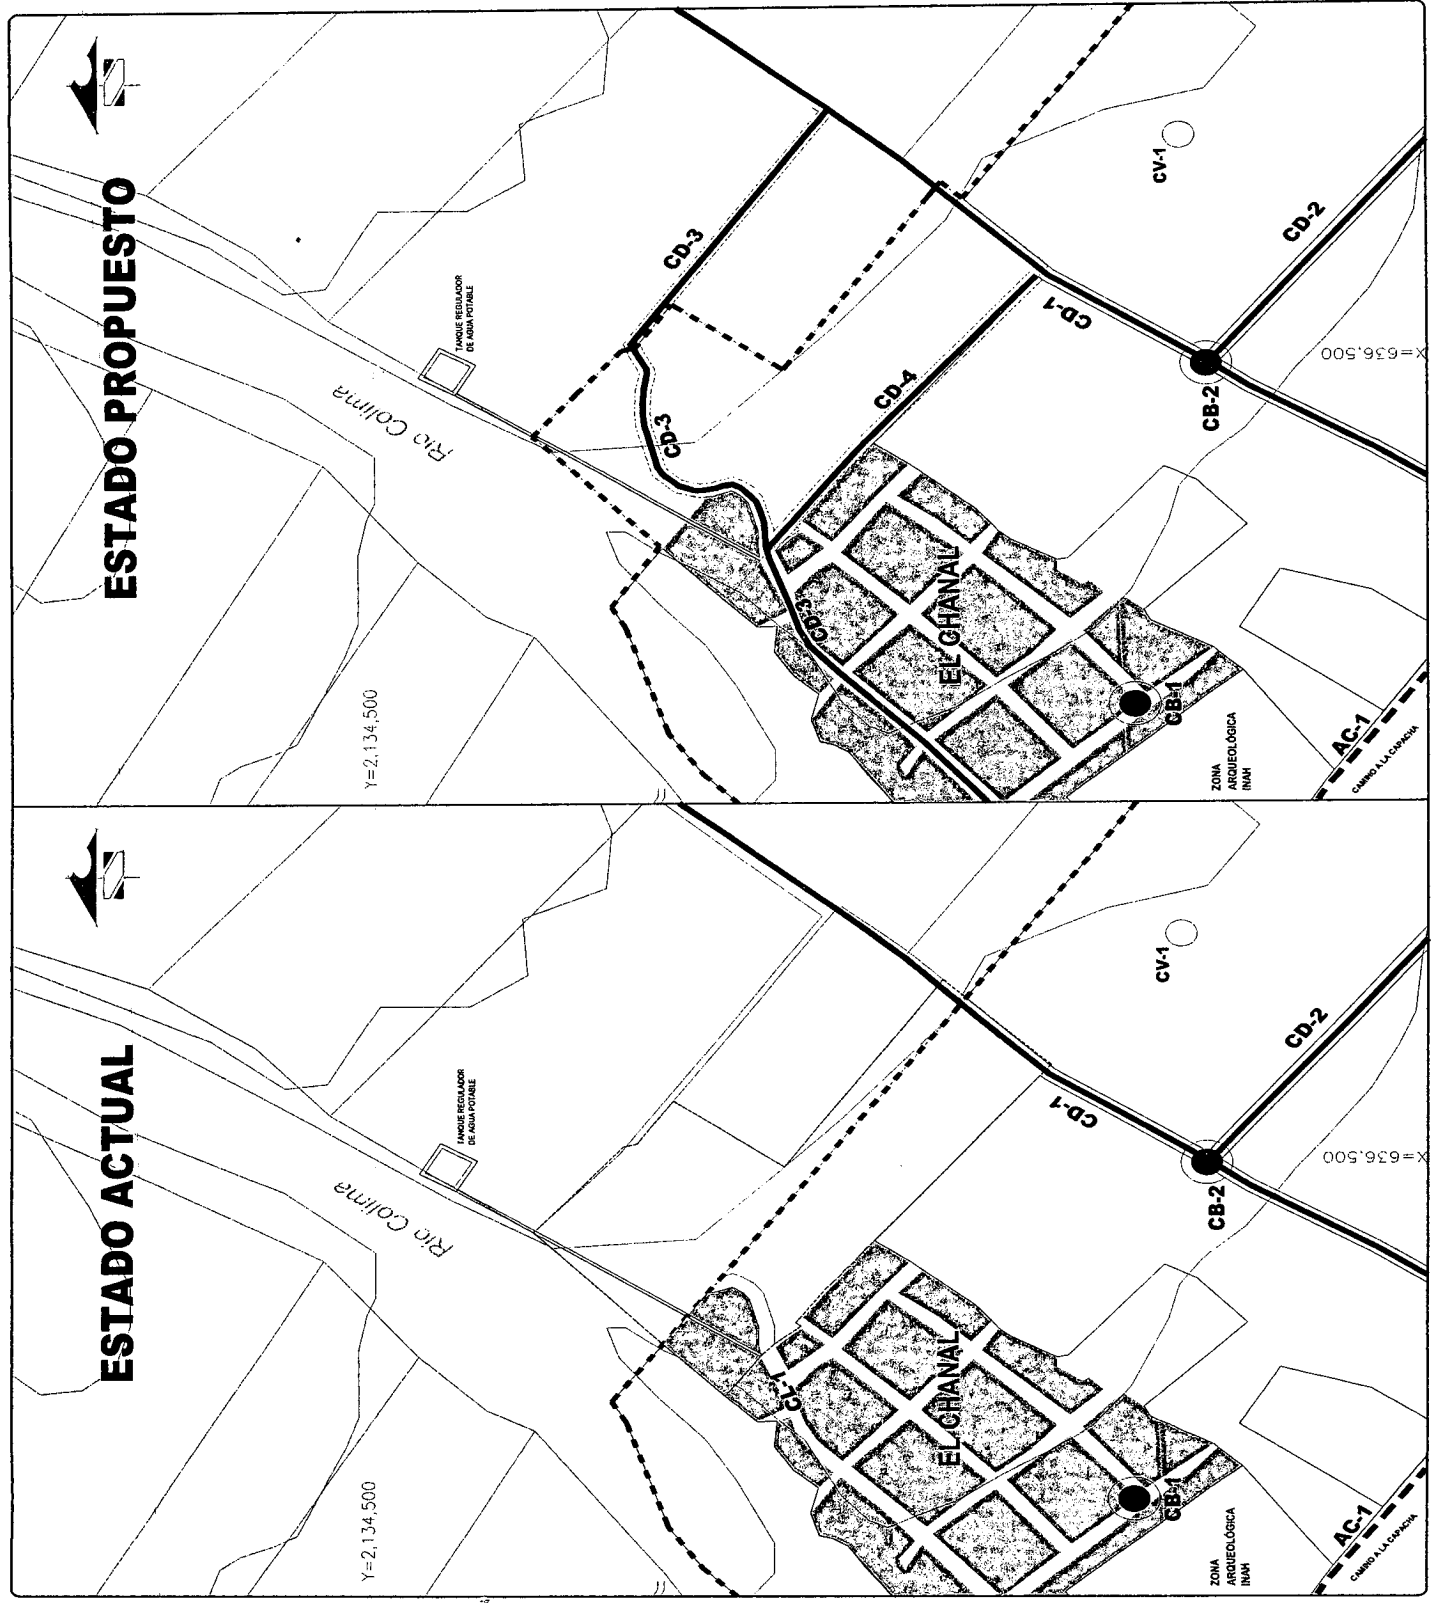 ESTADO PROPUESTO
TANQUE REGULADOR
DE AGUA POTABLE
Rio Colima
Y=2,134,500
CD-3
CD-3
CD-3
CD-4
CD-1
CD-2
CV-1
CB-2
X=636,500
EL CHANAL
CB-1
ZONA
ARQUEOLÓGICA
INAH
AC-1
CAMINO A LA CAPACHA
ESTADO ACTUAL
TANQUE REGULADOR
DE AGUA POTABLE
Rio Colima
Y=2,134,500
CL-1
CD-1
CD-2
CV-1
CB-2
X=636,500
EL CHANAL
CB-1
ZONA
ARQUEOLÓGICA
INAH
AC-1
CAMINO A LA CAPACHA